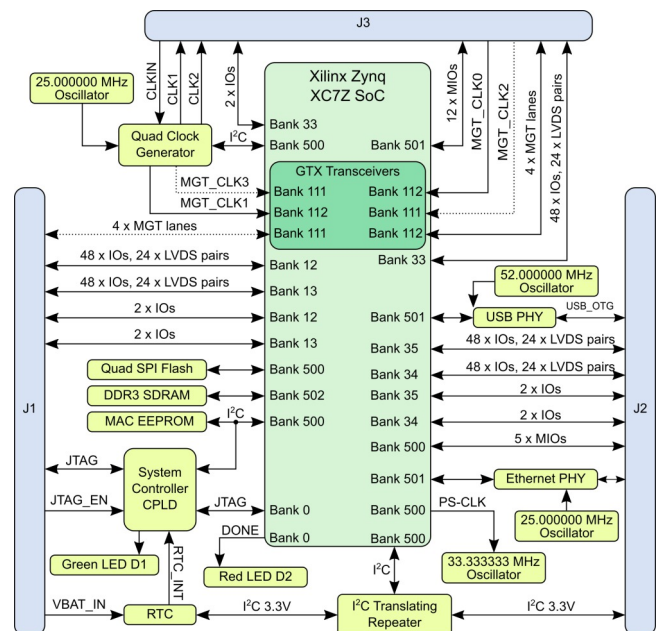 J3
25.000000 MHz
Oscillator
CLKIN
CLK1
CLK2
2 x IOs
Xilinx Zynq
XC7Z SoC
12 x MIOs
MGT_CLK0
MGT_CLK2
4 x MGT lanes
48 x IOs, 24 x LVDS pairs
Quad Clock
Generator
I²C
Bank 33
Bank 500
Bank 501
GTX Transceivers
MGT_CLK3
Bank 111
Bank 112
MGT_CLK1
Bank 112
Bank 111
4 x MGT lanes
Bank 111
Bank 112
48 x IOs, 24 x LVDS pairs
Bank 12
Bank 33
48 x IOs, 24 x LVDS pairs
Bank 13
52.000000 MHz
Oscillator
2 x IOs
Bank 12
Bank 501
USB PHY
USB_OTG
2 x IOs
Bank 13
Bank 35
48 x IOs, 24 x LVDS pairs
Quad SPI Flash
Bank 500
Bank 34
48 x IOs, 24 x LVDS pairs
DDR3 SDRAM
Bank 502
Bank 35
2 x IOs
MAC EEPROM
I²C
Bank 500
Bank 34
2 x IOs
J1
J2
Bank 500
5 x MIOs
JTAG
System
Controller
CPLD
Bank 501
Ethernet PHY
JTAG_EN
JTAG
Bank 0
Bank 500
PS-CLK
25.000000 MHz
Oscillator
DONE
Bank 0
Bank 500
Green LED D1
RTC_INT
Red LED D2
I²C
33.333333 MHz
Oscillator
VBAT_IN
RTC
I²C 3.3V
I²C Translating
Repeater
I²C 3.3V